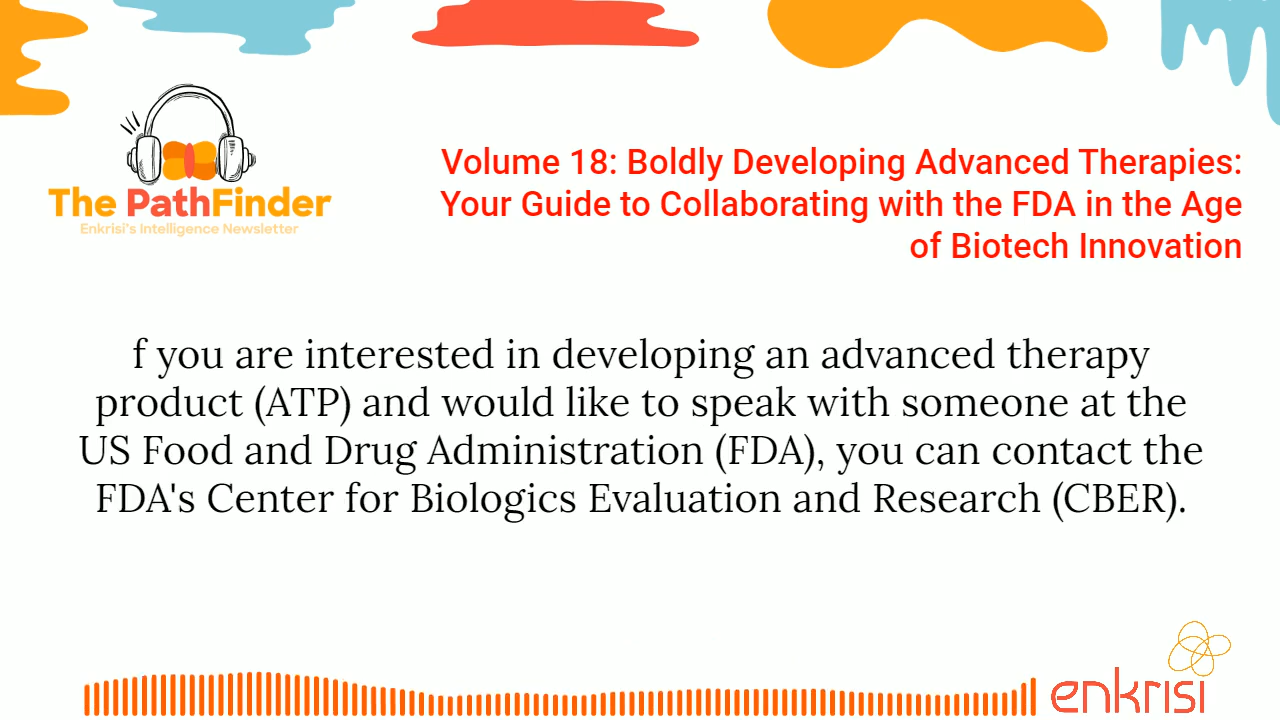 The PathFinder
Enkrisi's Intelligence Newsletter
Volume 18: Boldly Developing Advanced Therapies:
Your Guide to Collaborating with the FDA in the Age
of Biotech Innovation
f you are interested in developing an advanced therapy
product (ATP) and would like to speak with someone at the
US Food and Drug Administration (FDA), you can contact the
FDA's Center for Biologics Evaluation and Research (CBER).
enkrisi